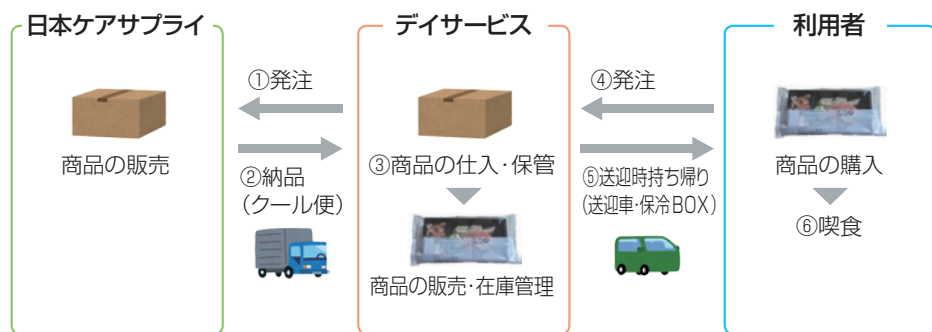 日本ケアサプライ
デイサービス
利用者
①発注
④発注
商品の販売
②納品
(クール便)
③商品の仕入・保管
商品の販売・在庫管理
⑤送迎時持ち帰り
(送迎車・保冷BOX)
商品の購入
⑥喫食